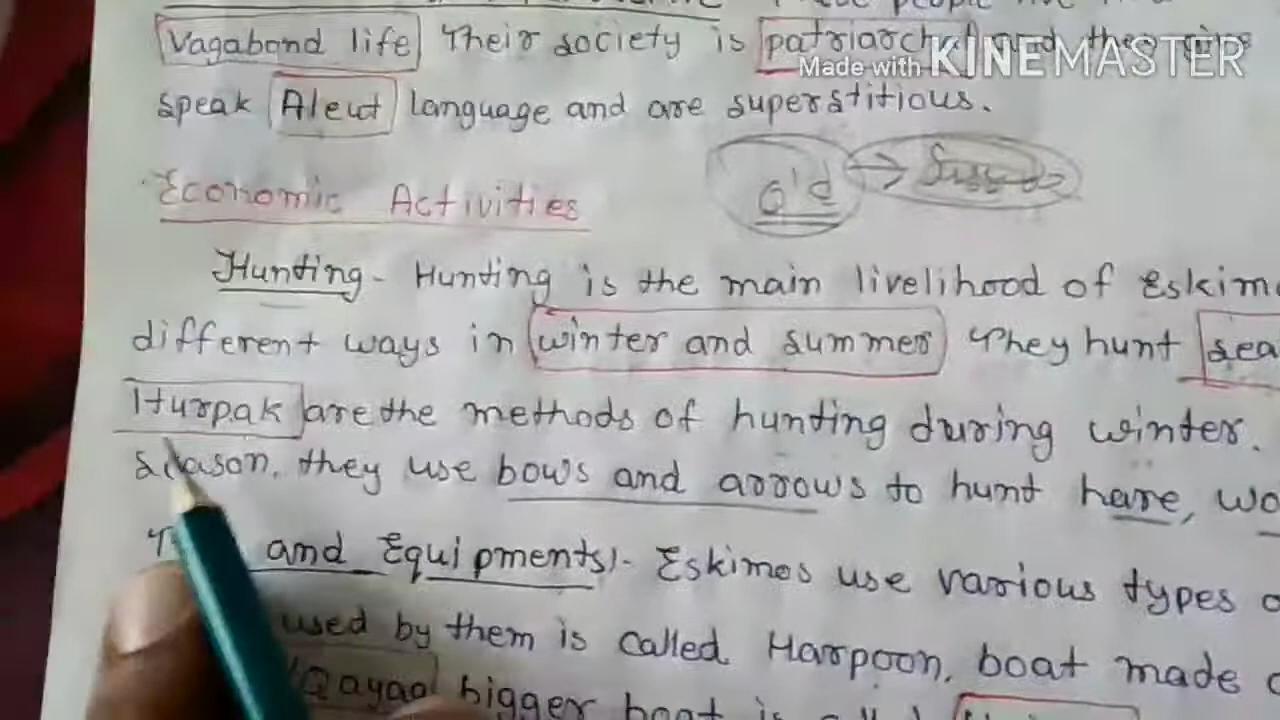 people
Vagabond life Their society is patriarchal and they
Made with KINEMASTER
speak Aleut language and are superstitious.
old →
Economic Activities
Hunting - Hunting is the main livelihood of Eskim
different ways in winter and summer They hunt sea
Iturpak are the methods of hunting during winter.
season, they use bows and arrows to hunt hare, wo
and Equipments:- Eskimos use various types o
used by them is called Harpoon, boat made o
Qayaq bigger boat is